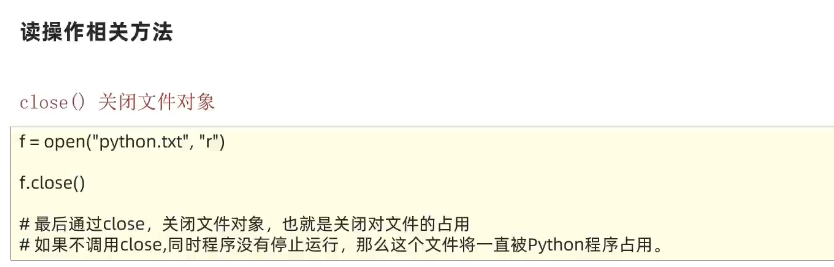 读操作相关方法
close() 关闭文件对象
f = open("python.txt", "r")
f.close()
# 最后通过close，关闭文件对象，也就是关闭对文件的占用
# 如果不调用close,同时程序没有停止运行，那么这个文件将一直被Python程序占用。